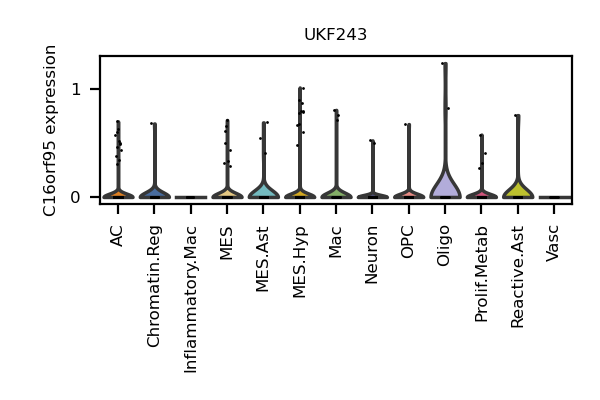 UKF243
C16orf95 expression
1
0
AC
Chromatin.Reg
Inflammatory.Mac
MES
MES.Ast
MES.Hyp
Mac
Neuron
OPC
Oligo
Prolif.Metab
Reactive.Ast
Vasc